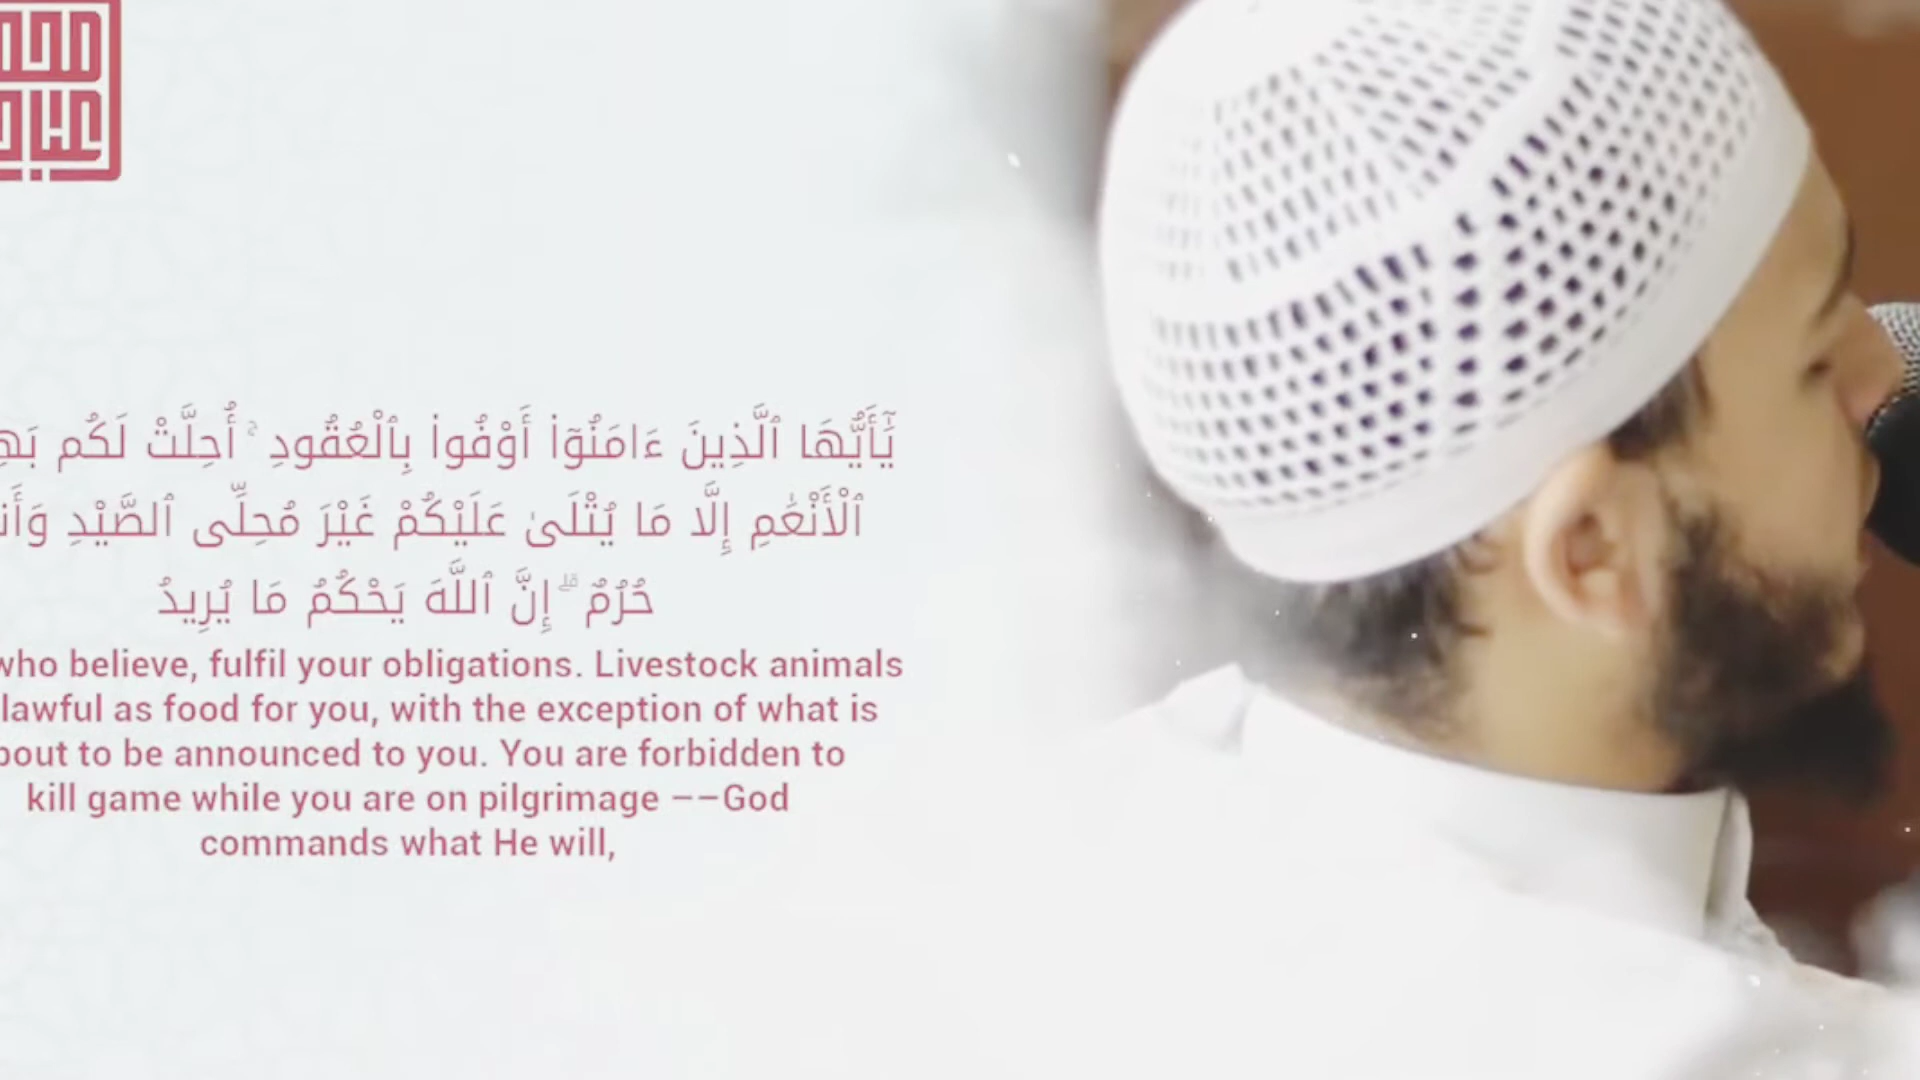 يَٰٓأَيُّهَا ٱلَّذِينَ ءَامَنُوٓا۟ أَوْفُوا۟ بِٱلْعُقُودِ ۚ أُحِلَّتْ لَكُم
ٱلْأَنْعَٰمِ إِلَّا مَا يُتْلَىٰ عَلَيْكُمْ غَيْرَ مُحِلِّى ٱلصَّيْدِ
حُرُمٌ ۗ إِنَّ ٱللَّهَ يَحْكُمُ مَا يُرِيدُ
who believe, fulfil your obligations. Livestock animals
lawful as food for you, with the exception of what is
to be announced to you. You are forbidden to
kill game while you are on pilgrimage ––God
commands what He will,